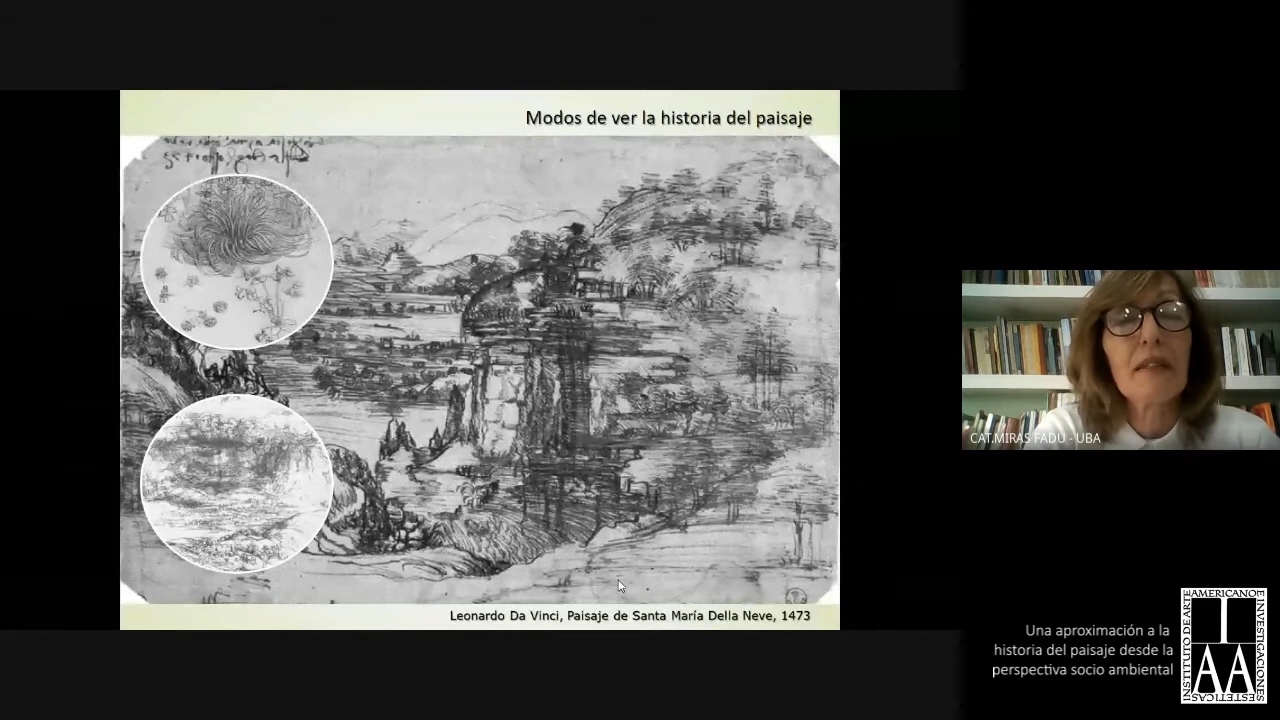 Modos de ver la historia del paisaje
Leonardo Da Vinci, Paisaje de Santa María Della Neve, 1473
CAT.MIRAS FADU - UBA
Una aproximación a la
historia del paisaje desde la
perspectiva socio ambiental
INSTITUTO DE ARTE
AMERICANO
E INVESTIGACIONES
ESTETICAS
IAA